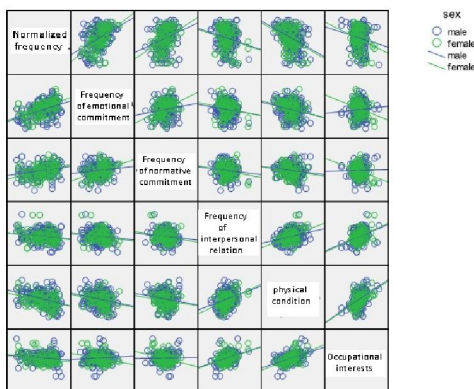 Normalized
frequency
Frequency
of emotional
commitment
Frequency
of normative
commitment
Frequency
of
interpersonal
relation
physical
condition
Occupational
interests
sex
male
female
male
female